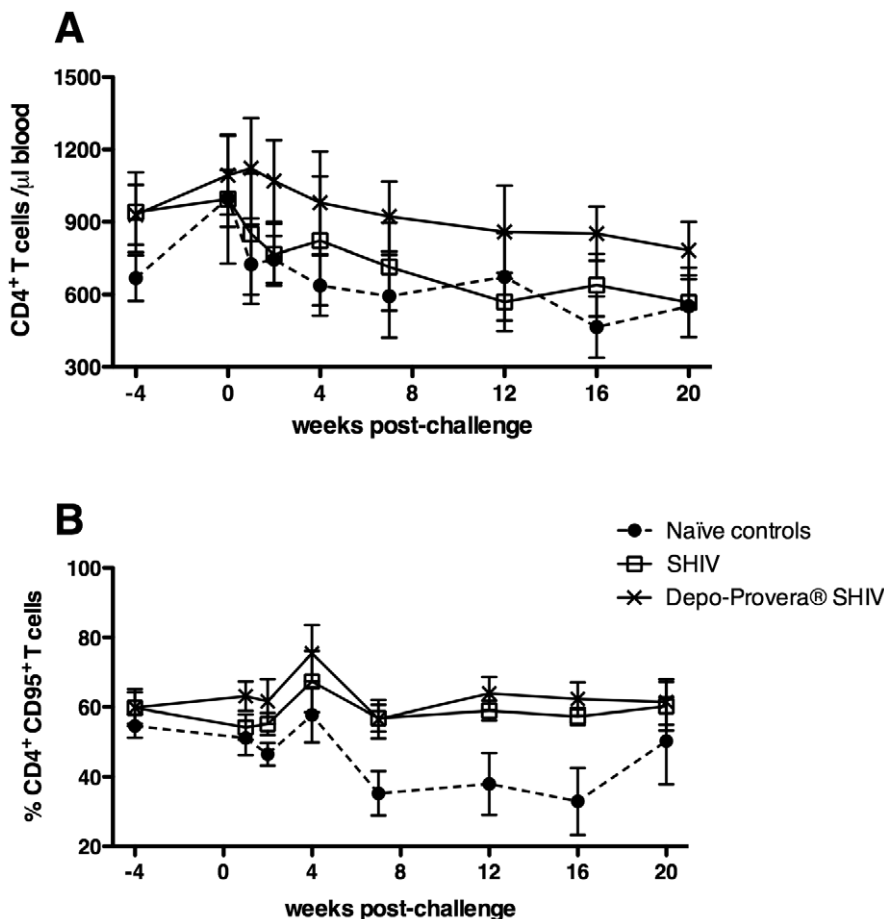 A
CD4⁺ T cells /µl blood
1500
1200
900
600
300
-4 0 4 8 12 16 20
weeks post-challenge
B
Naïve controls
SHIV
Depo-Provera® SHIV
% CD4⁺ CD95⁺ T cells
100
80
60
40
20
-4 0 4 8 12 16 20
weeks post-challenge